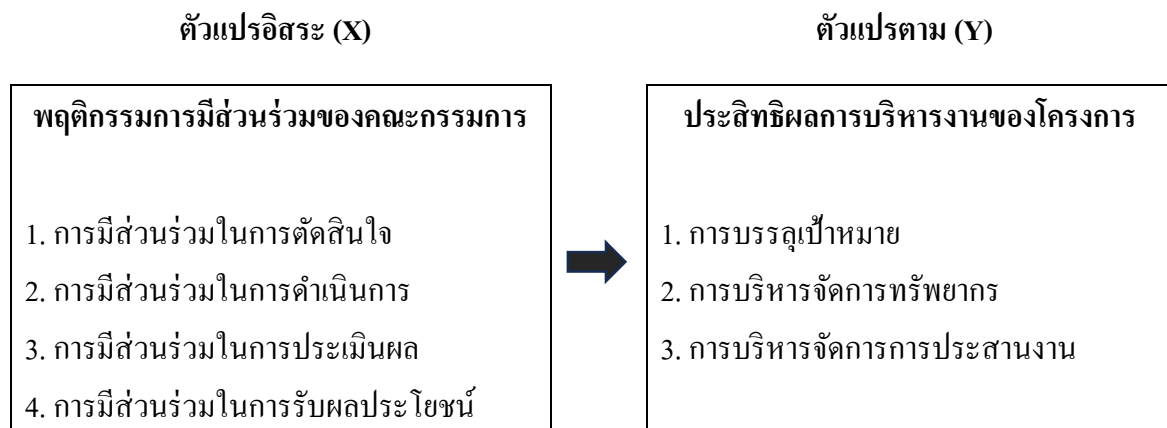 ตัวแปรอิสระ (X)
พฤติกรรมการมีส่วนร่วมของคณะกรรมการ
1. การมีส่วนร่วมในการตัดสินใจ
2. การมีส่วนร่วมในการดำเนินการ
3. การมีส่วนร่วมในการประเมินผล
4. การมีส่วนร่วมในการรับผลประโยชน์
ตัวแปรตาม (Y)
ประสิทธิผลการบริหารงานของโครงการ
1. การบรรลุเป้าหมาย
2. การบริหารจัดการทรัพยากร
3. การบริหารจัดการการประสานงาน